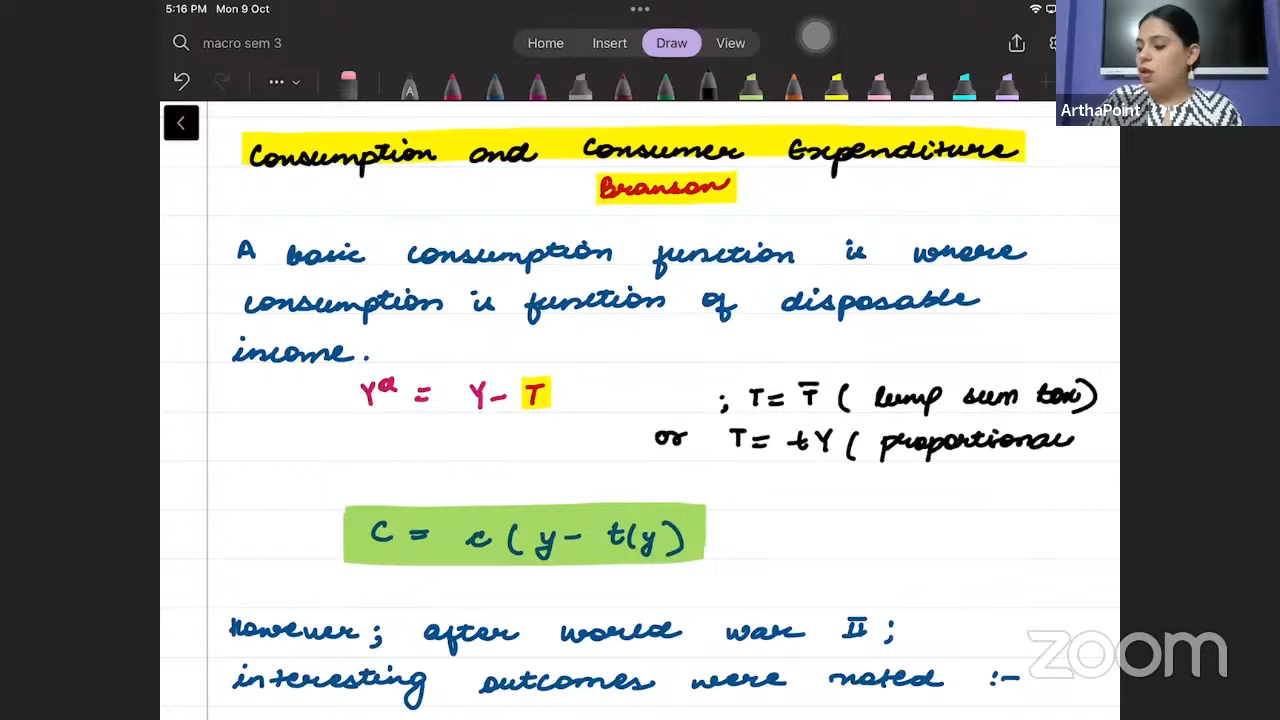 5:16 PM Mon 9 Oct
macro sem 3
Home Insert Draw View
A
ArthaPoint
Consumption and Consumer Expenditure
Branson
A basic consumption function is where
consumption is function of disposable
income.
Yᵈ = Y - T ; T = T̅ ( lump sum tax)
or T = tY ( proportional
C = c ( y - t(y)
However; after world war II ;
interesting outcomes were noted :-
zoom